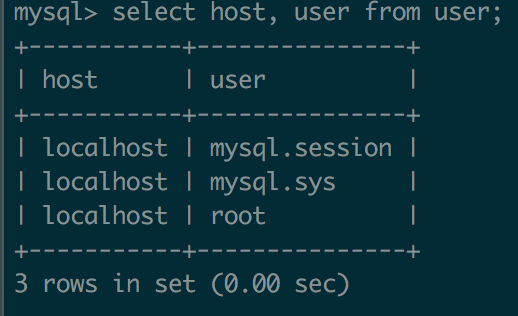 mysql> select host, user from user;
+-----------+---------------+
| host      | user          |
+-----------+---------------+
| localhost | mysql.session |
| localhost | mysql.sys     |
| localhost | root          |
+-----------+---------------+
3 rows in set (0.00 sec)